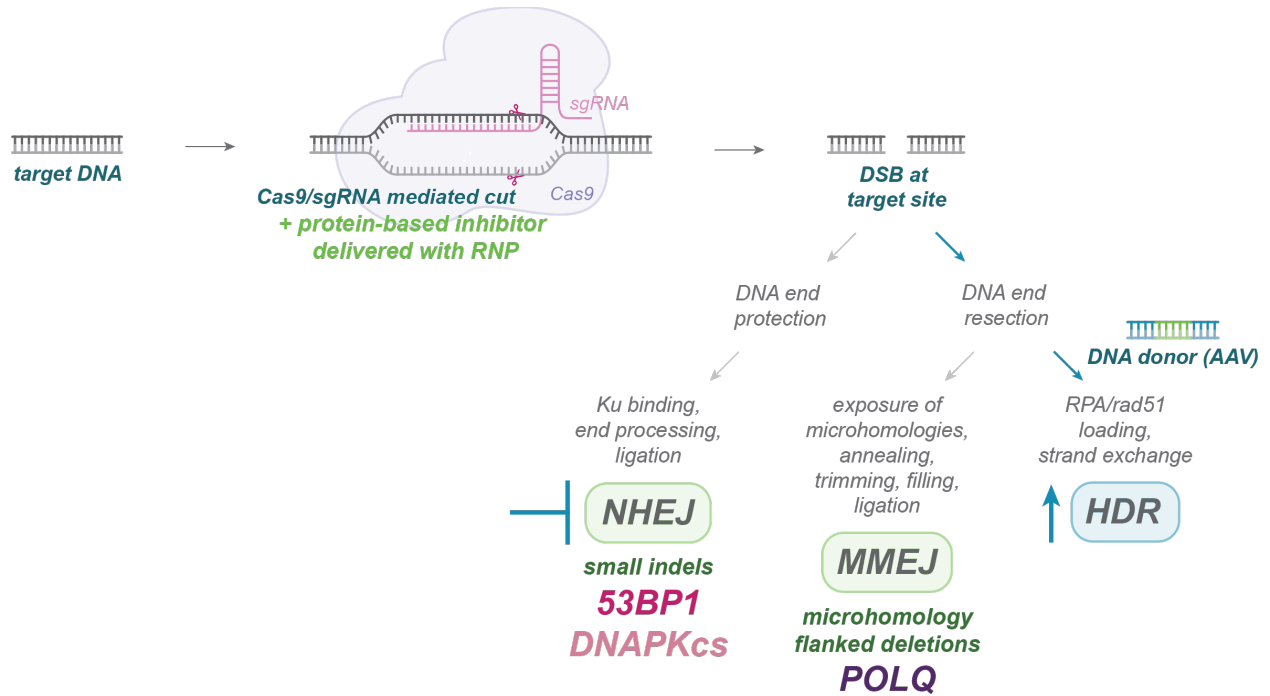 target DNA
sgRNA
Cas9
Cas9/sgRNA mediated cut
+ protein-based inhibitor
delivered with RNP
DSB at
target site
DNA end
protection
DNA end
resection
DNA donor (AAV)
Ku binding,
end processing,
ligation
NHEJ
small indels
53BP1
DNAPKcs
exposure of
microhomologies,
annealing,
trimming, filling,
ligation
MMEJ
microhomology
flanked deletions
POLQ
RPA/rad51
loading,
strand exchange
HDR